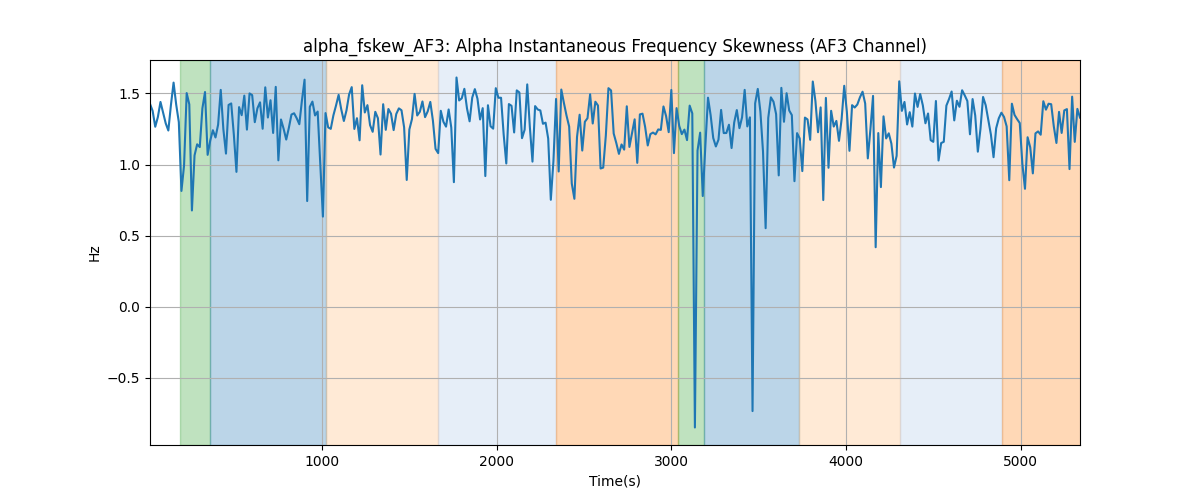 alpha_fskew_AF3: Alpha Instantaneous Frequency Skewness (AF3 Channel)
1.5
1.0
0.5
0.0
−0.5
Hz
1000 2000 3000 4000 5000
Time(s)